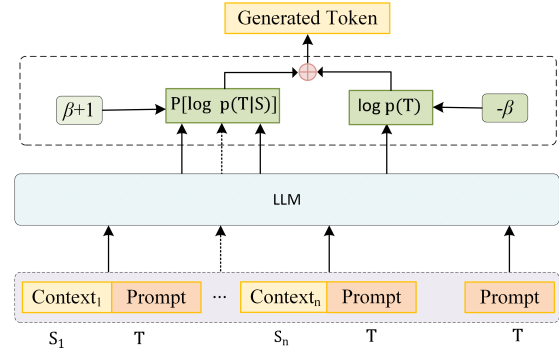 Generated Token
β+1 P[log p(T|S)] log p(T) -β
LLM
Context₁ Prompt ... Contextₙ Prompt Prompt
S₁ T Sₙ T T